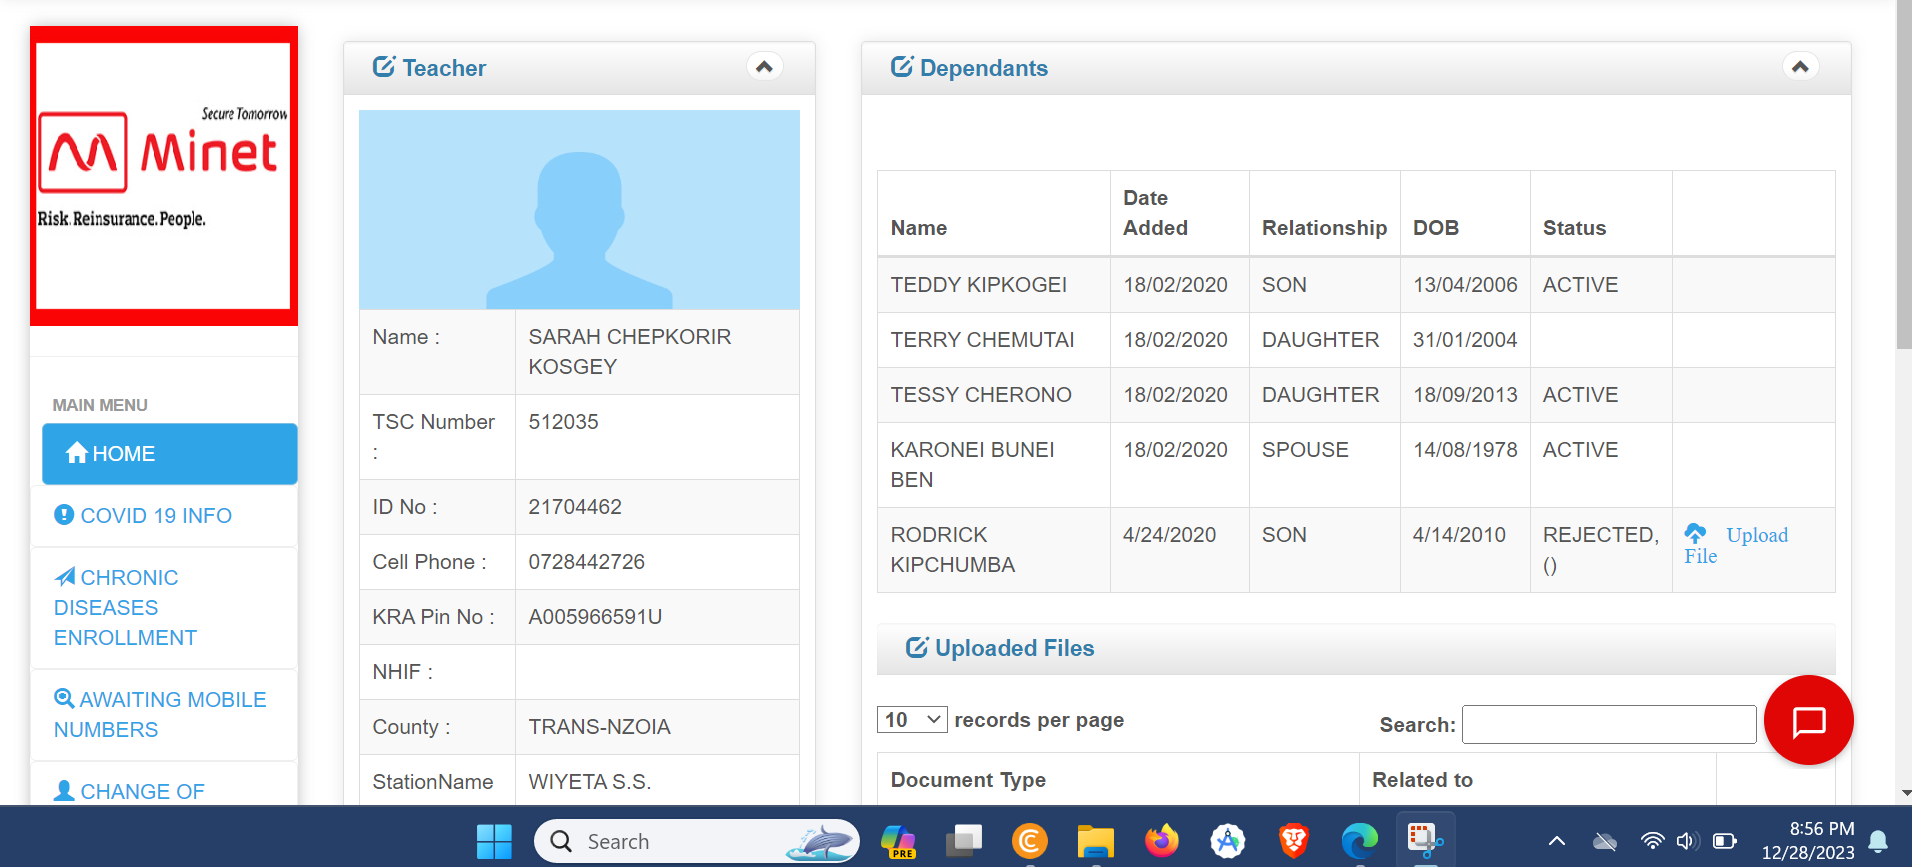 Secure Tomorrow
Minet
Risk. Reinsurance. People.
MAIN MENU
HOME
COVID 19 INFO
CHRONIC
DISEASES
ENROLLMENT
AWAITING MOBILE
NUMBERS
CHANGE OF
Teacher
Name : SARAH CHEPKORIR
KOSGEY
TSC Number 512035
:
ID No : 21704462
Cell Phone : 0728442726
KRA Pin No : A005966591U
NHIF :
County : TRANS-NZOIA
StationName WIYETA S.S.
Dependants
Date
Name Added Relationship DOB Status
TEDDY KIPKOGEI 18/02/2020 SON 13/04/2006 ACTIVE
TERRY CHEMUTAI 18/02/2020 DAUGHTER 31/01/2004
TESSY CHERONO 18/02/2020 DAUGHTER 18/09/2013 ACTIVE
KARONEI BUNEI 18/02/2020 SPOUSE 14/08/1978 ACTIVE
BEN
RODRICK 4/24/2020 SON 4/14/2010 REJECTED, Upload
KIPCHUMBA () File
Uploaded Files
10 records per page Search:
Document Type Related to
Search
PRE
8:56 PM
12/28/2023